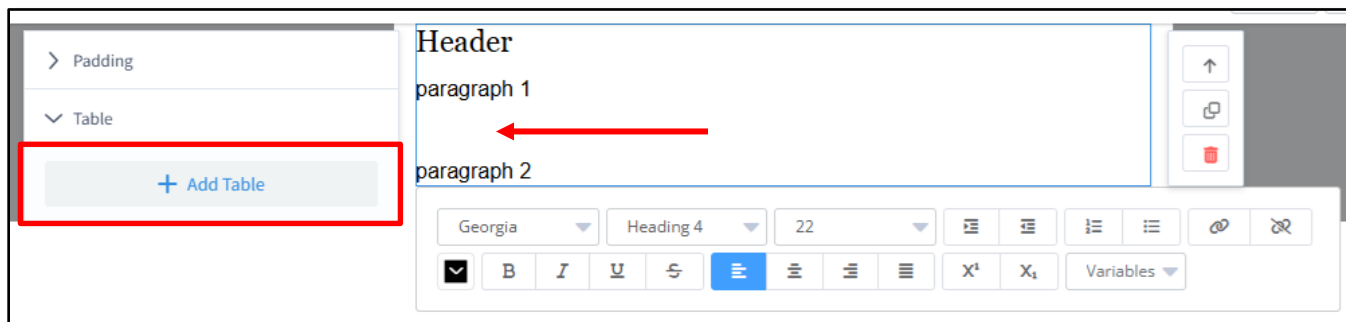 Padding
Table
+ Add Table
Header
paragraph 1
paragraph 2
Georgia
Heading 4
22
B I U S X¹ X₁ Variables